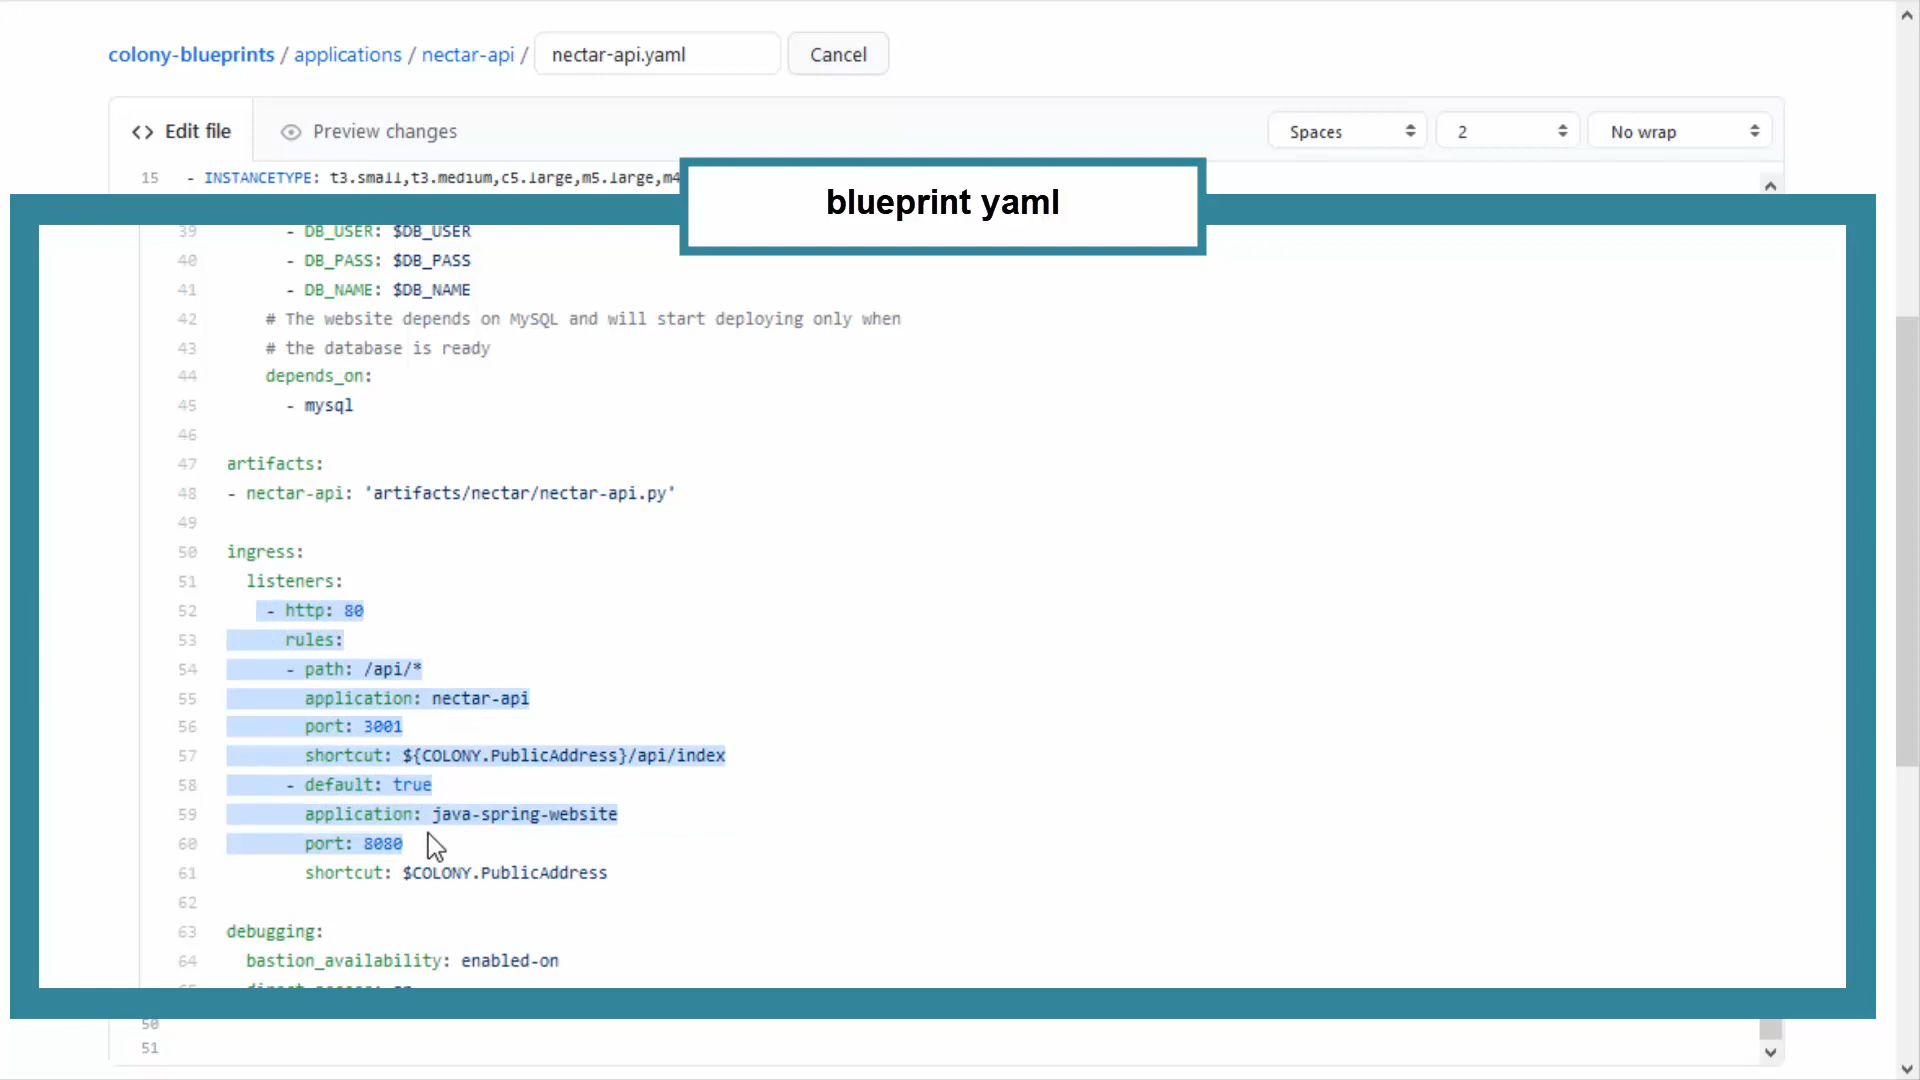 colony-blueprints / applications / nectar-api / nectar-api.yaml Cancel
<> Edit file Preview changes Spaces 2 No wrap
15 - INSTANCETYPE: t3.small,t3.medium,c5.large,m5.large,m4
blueprint yaml
39 - DB_USER: $DB_USER
40 - DB_PASS: $DB_PASS
41 - DB_NAME: $DB_NAME
42 # The website depends on MySQL and will start deploying only when
43 # the database is ready
44 depends_on:
45 - mysql
46
47 artifacts:
48 - nectar-api: 'artifacts/nectar/nectar-api.py'
49
50 ingress:
51 listeners:
52 - http: 80
53 rules:
54 - path: /api/*
55 application: nectar-api
56 port: 3001
57 shortcut: ${COLONY.PublicAddress}/api/index
58 - default: true
59 application: java-spring-website
60 port: 8080
61 shortcut: $COLONY.PublicAddress
62
63 debugging:
64 bastion_availability: enabled-on
50
51